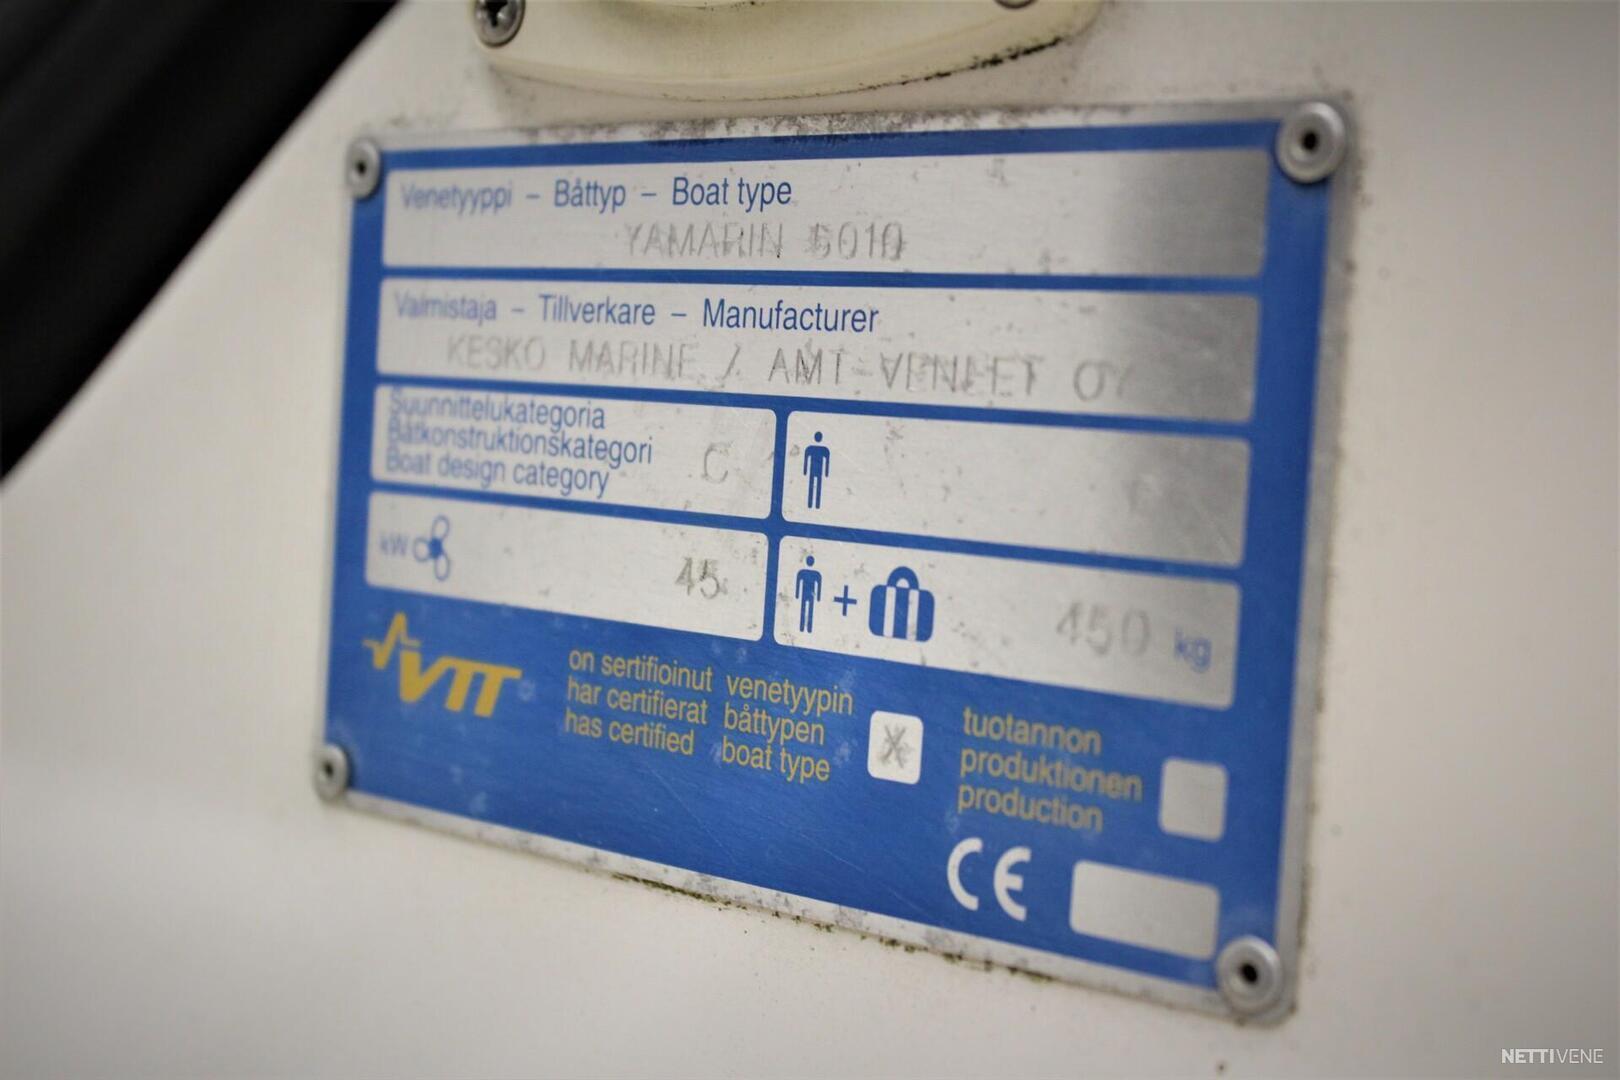 Venetyyppi – Båttyp – Boat type
YAMARIN 5010
Valmistaja – Tillverkare – Manufacturer
KESKO MARINE / AMT-VENEET OY
Suunnittelukategoria
Båtkonstruktionskategori
Boat design category
C
kW
45
+
450 kg
VTT
on sertifioinut venetyypin
har certifierat båttypen
has certified boat type
X
tuotannon
produktionen
production
CE
NETTIVENE